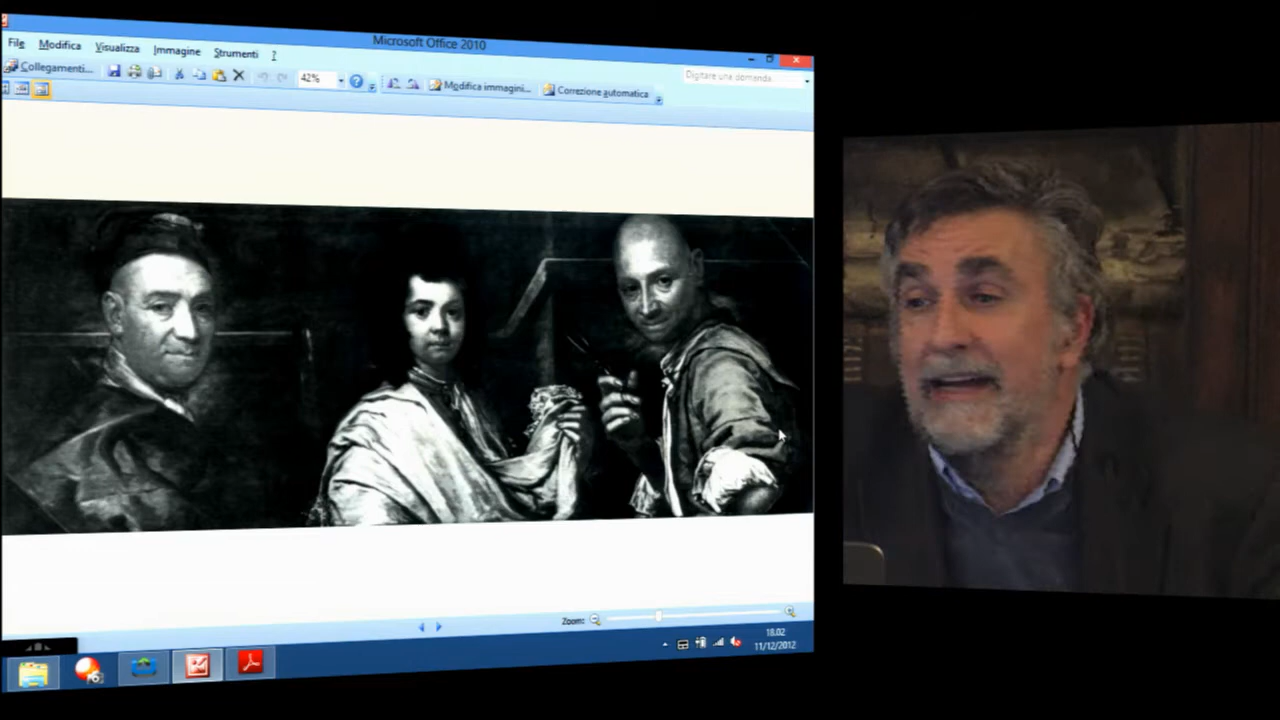 Microsoft Office 2010
File Modifica Visualizza Immagine Strumenti ?
Collegamenti... 42% Modifica immagini... Correzione automatica
Digitare una domanda
Zoom:
18.02
11/12/2012